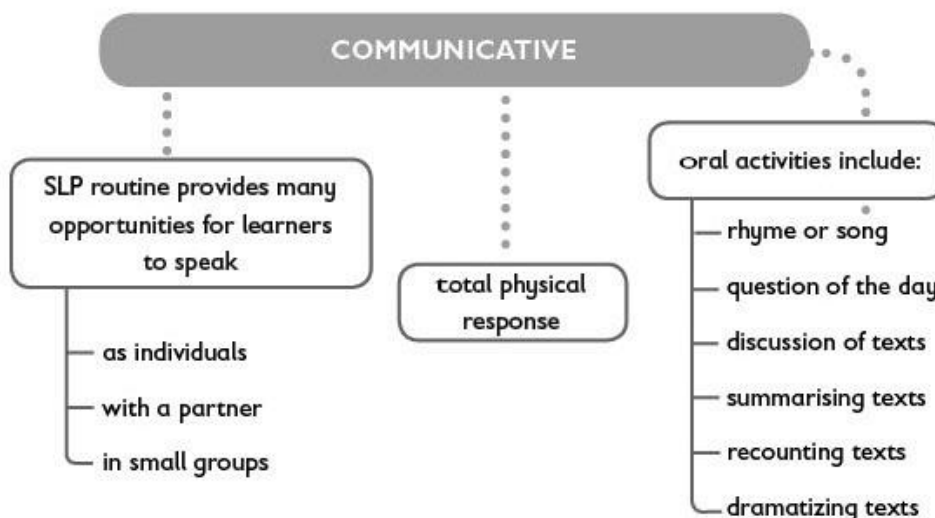 COMMUNICATIVE
SLP routine provides many
opportunities for learners
to speak
as individuals
with a partner
in small groups
total physical
response
oral activities include:
rhyme or song
question of the day
discussion of texts
summarising texts
recounting texts
dramatizing texts